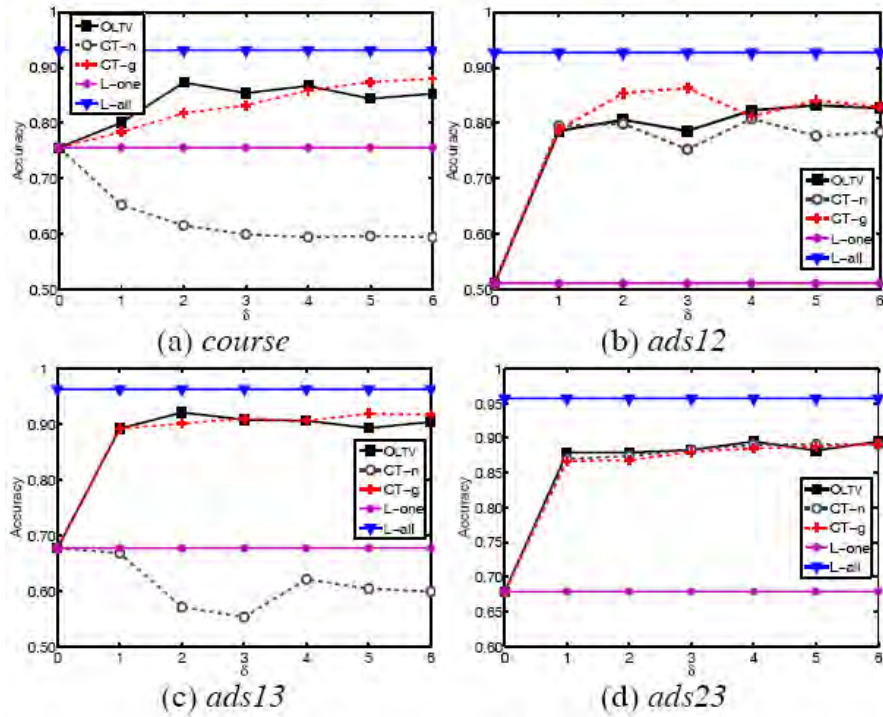 1
0.90
0.80
0.70
0.60
0.50
Accuracy
OLTV
CT-n
CT-g
L-one
L-all
0 1 2 3 4 5 6
δ
(a) course
1
0.90
0.80
0.70
0.60
0.50
Accuracy
OLTV
CT-n
CT-g
L-one
L-all
0 1 2 3 4 5 6
δ
(b) ads12
1
0.90
0.80
0.70
0.60
0.50
Accuracy
OLTV
CT-n
CT-g
L-one
L-all
0 1 2 3 4 5 6
δ
(c) ads13
1
0.95
0.90
0.85
0.80
0.75
0.70
0.65
0.60
Accuracy
OLTV
CT-n
CT-g
L-one
L-all
0 1 2 3 4 5 6
δ
(d) ads23